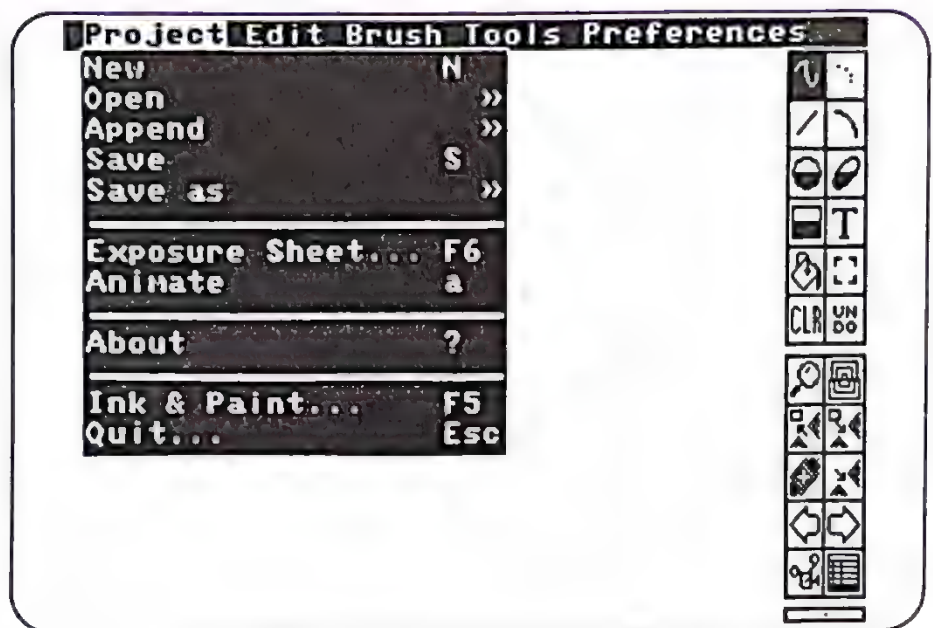 Project Edit Brush Tools Preferences
New N
Open »
Append »
Save S
Save as »
Exposure Sheet... F6
Animate a
About ?
Ink & Paint... F5
Quit... Esc
T
CLR UN DO